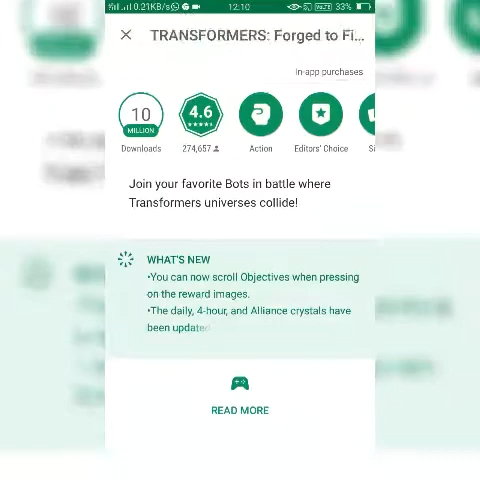 0.21KB/s 12:10 33%
TRANSFORMERS: Forged to Fi...
In-app purchases
10
MILLION
4.6
Downloads 274,657 Action Editors' Choice
Join your favorite Bots in battle where
Transformers universes collide!
WHAT'S NEW
•You can now scroll Objectives when pressing
on the reward images.
•The daily, 4-hour, and Alliance crystals have
been updated
READ MORE